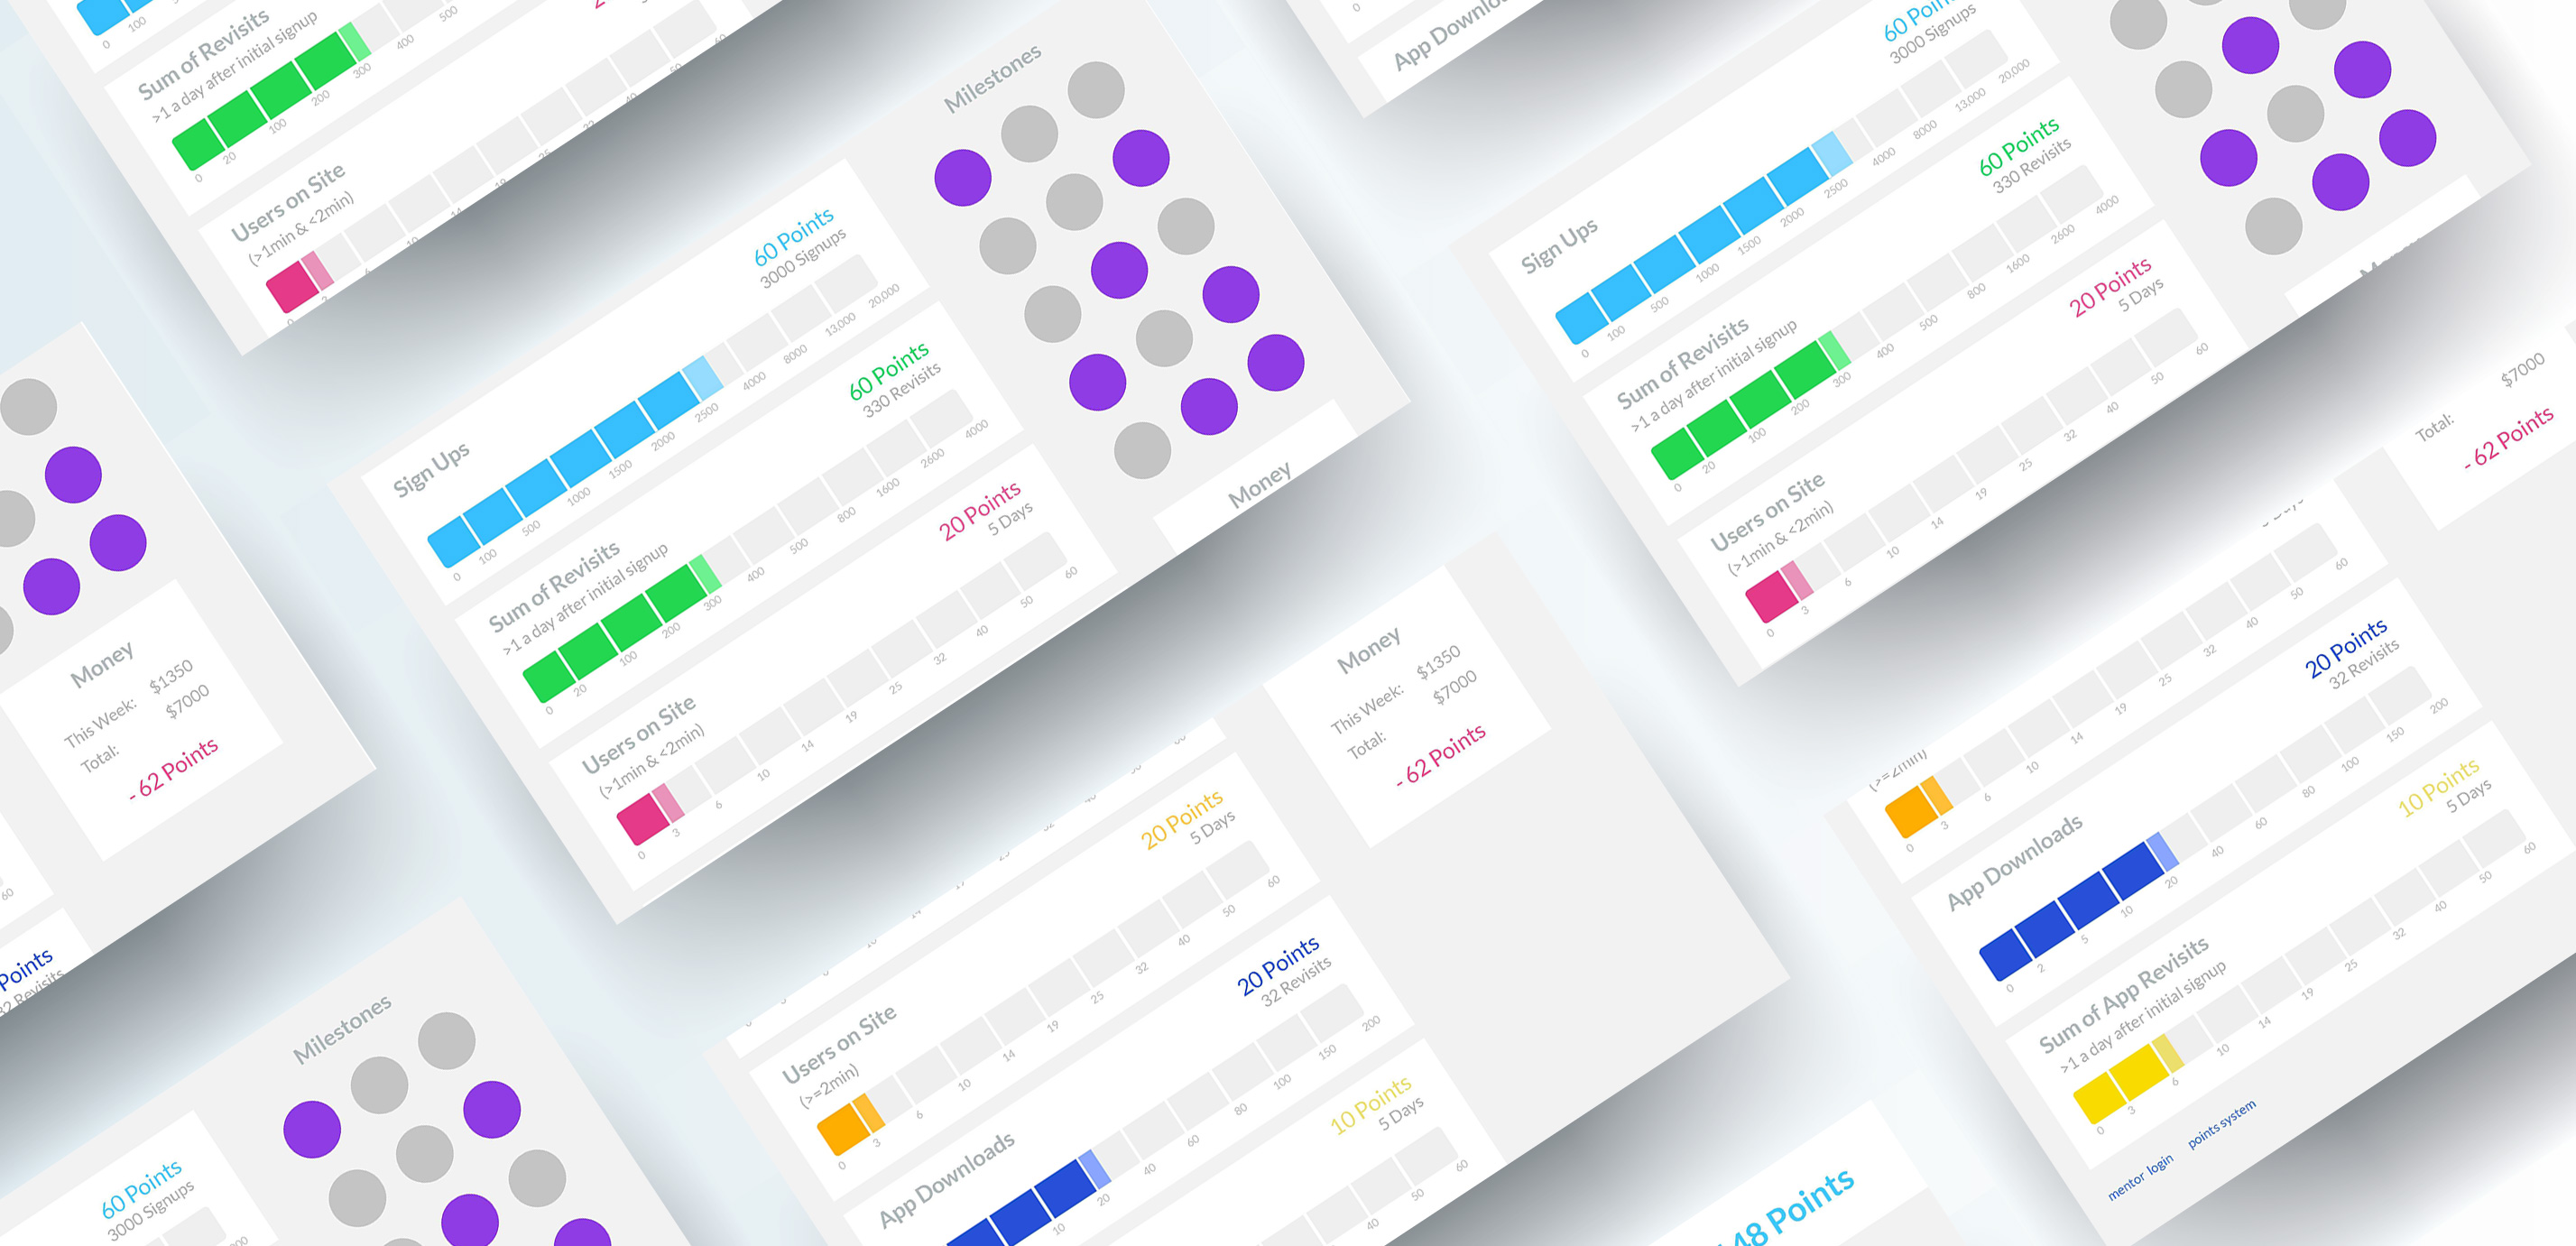 0
100
Sum of Revisits
>1 a day after initial signup
0
20
100
200
300
400
500
Users on Site
(>1min & <2min)
Milestones
Sign Ups
60 Points
3000 Signups
0
100
500
1000
1500
2000
2500
4000
8000
13,000
20,000
Sum of Revisits
>1 a day after initial signup
60 Points
330 Revisits
0
20
100
200
300
400
500
800
1600
2600
4000
Users on Site
(>1min & <2min)
20 Points
5 Days
0
3
6
10
14
19
25
32
40
50
60
Money
Sign Ups
60 Points
3000 Signups
0
100
500
1000
1500
2000
2500
4000
8000
13,000
20,000
Sum of Revisits
>1 a day after initial signup
60 Points
330 Revisits
0
20
100
200
300
400
500
800
1600
2600
4000
Users on Site
(>1min & <2min)
20 Points
5 Days
0
3
6
10
14
19
25
32
40
50
60
Money
This Week: $1350
Total: $7000
- 62 Points
60
Points
Milestones
60 Points
3000 Signups
Money
This Week: $1350
Total: $7000
- 62 Points
Users on Site
(>=2min)
20 Points
5 Days
0
3
6
10
14
19
25
32
40
50
60
App Downloads
20 Points
32 Revisits
10
20
40
60
80
100
150
200
10 Points
5 Days
40
50
60
$7000
Total:
- 62 Points
0
3
6
10
14
19
25
32
40
50
60
App Downloads
20 Points
32 Revisits
0
2
5
10
20
40
60
80
100
150
200
Sum of App Revisits
>1 a day after initial signup
10 Points
5 Days
0
3
6
10
14
19
25
32
40
50
60
mentor login
points system
48 Points